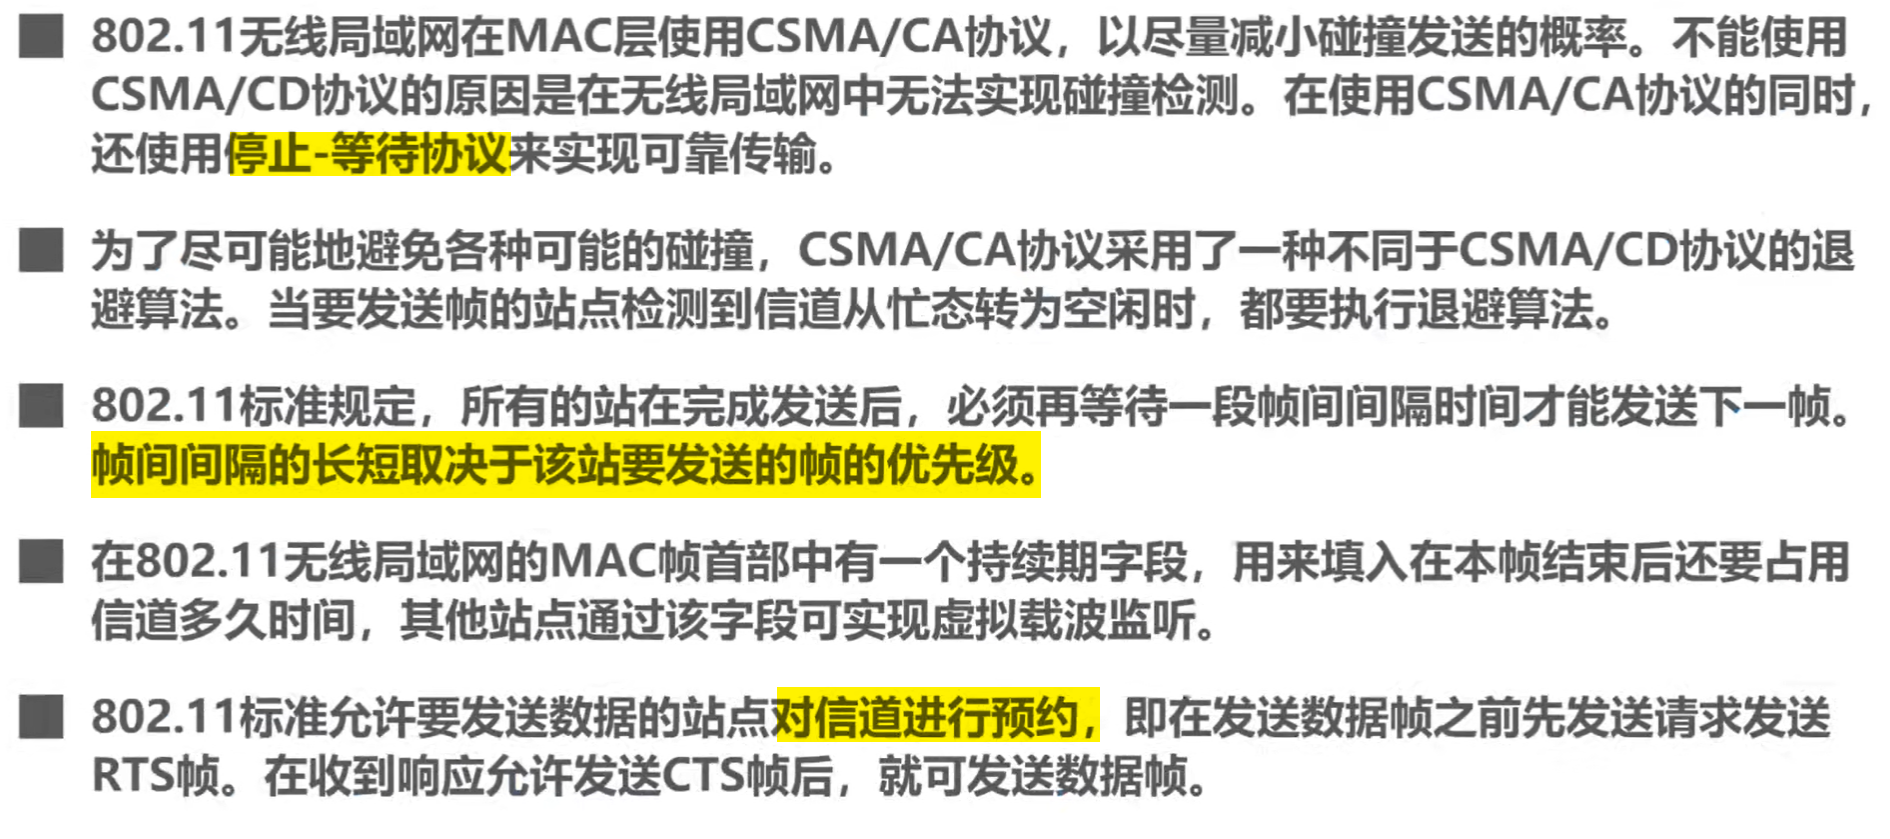 802.11无线局域网在MAC层使用CSMA/CA协议，以尽量减小碰撞发送的概率。不能使用
CSMA/CD协议的原因是在无线局域网中无法实现碰撞检测。在使用CSMA/CA协议的同时，
还使用停止-等待协议来实现可靠传输。
为了尽可能地避免各种可能的碰撞，CSMA/CA协议采用了一种不同于CSMA/CD协议的退
避算法。当要发送帧的站点检测到信道从忙态转为空闲时，都要执行退避算法。
802.11标准规定，所有的站在完成发送后，必须再等待一段帧间间隔时间才能发送下一帧。
帧间间隔的长短取决于该站要发送的帧的优先级。
在802.11无线局域网的MAC帧首部中有一个持续期字段，用来填入在本帧结束后还要占用
信道多久时间，其他站点通过该字段可实现虚拟载波监听。
802.11标准允许要发送数据的站点对信道进行预约，即在发送数据帧之前先发送请求发送
RTS帧。在收到响应允许发送CTS帧后，就可发送数据帧。